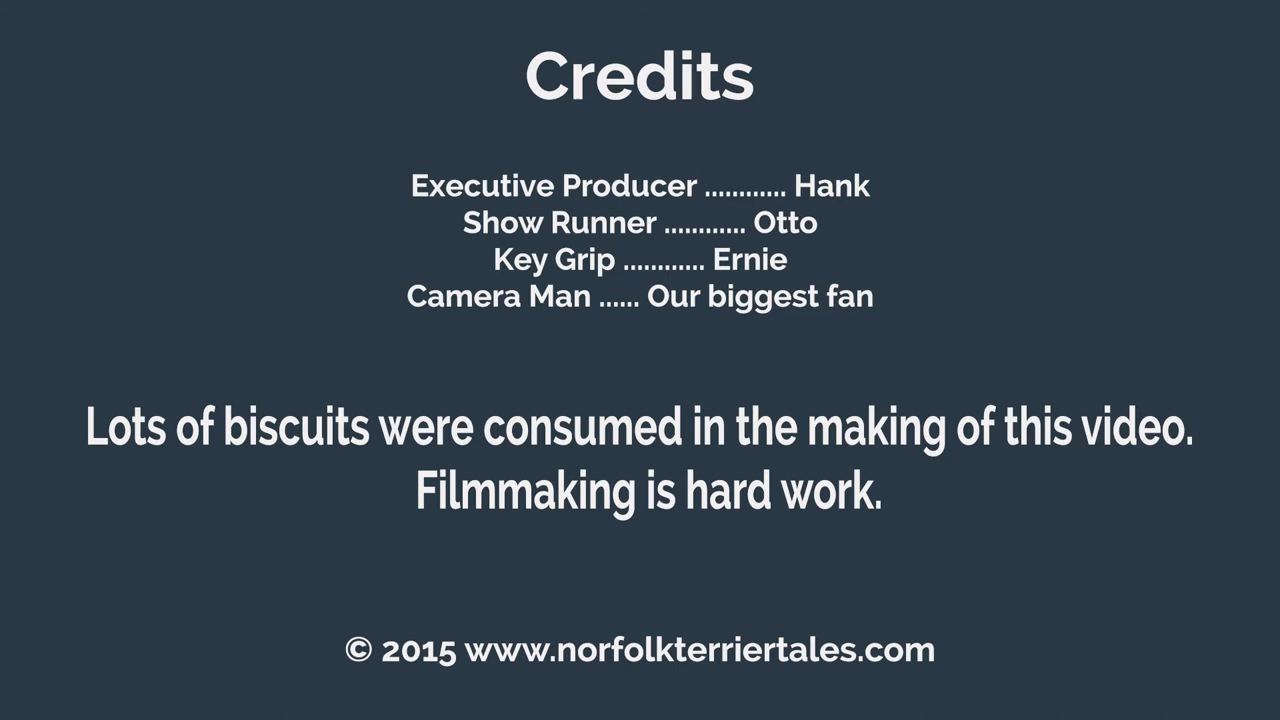 Credits
Executive Producer ............ Hank
Show Runner ............ Otto
Key Grip ............ Ernie
Camera Man ...... Our biggest fan
Lots of biscuits were consumed in the making of this video.
Filmmaking is hard work.
© 2015 www.norfolkterriertales.com